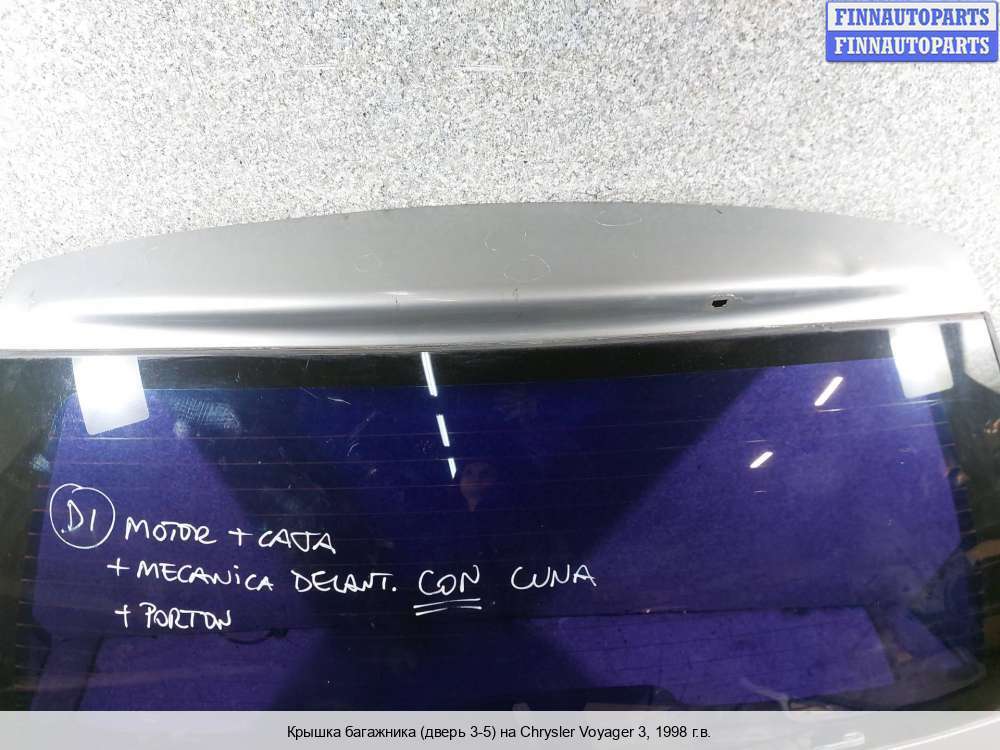 FINNAUTOPARTS
FINNAUTOPARTS
D1 MOTOR + CAJA
+ MECANICA DELANT. CON CUNA
+ PORTON
Крышка багажника (дверь 3-5) на Chrysler Voyager 3, 1998 г.в.